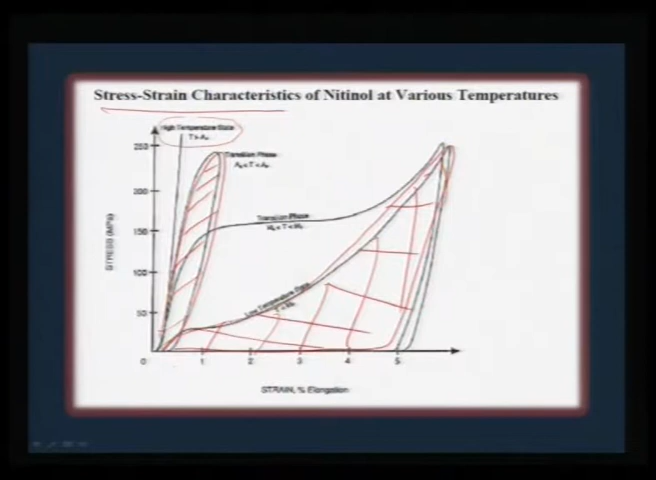 Stress-Strain Characteristics of Nitinol at Various Temperatures
High Temperature State
Transition Phase
250
200
Transition Phase
150
100
Low Temperature State
50
0 1 2 3 4 5
STRESS (MPa)
STRAIN, % Elongation